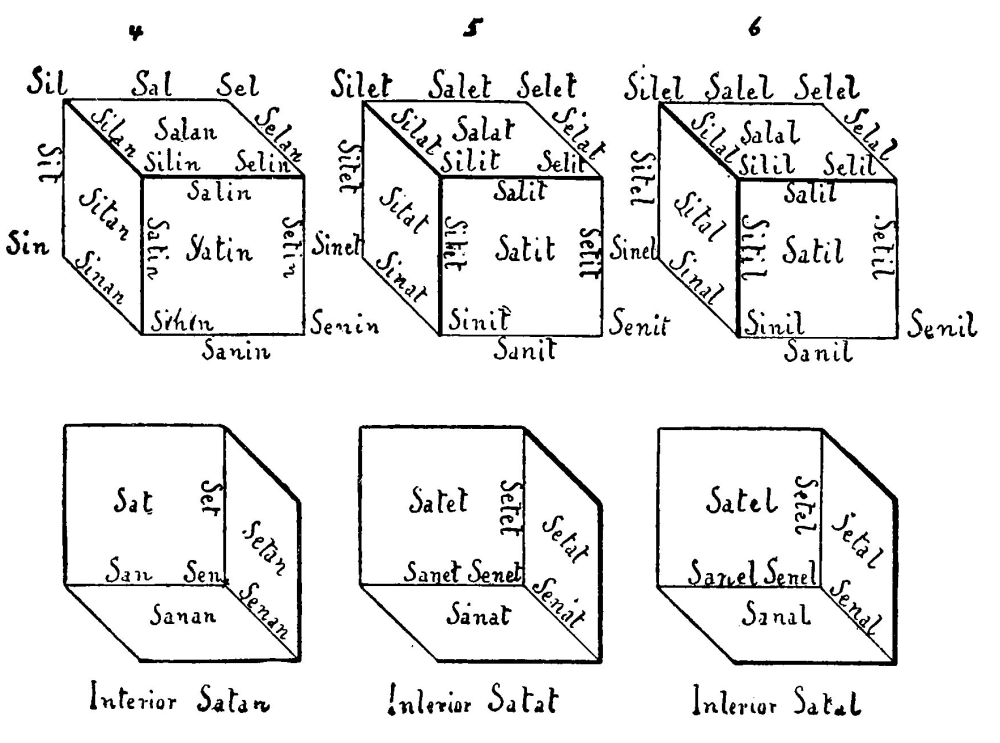 4 5 6
Sil Sal Sel Silet Salet Selet Silel Salel Selel
Silan Salan Selan Silat Salat Selat Silal Salal Selal
Silin Selin Silit Selit Silil Selil
Salin Salit Salil
Sit Sitan Satin Yatin Setin Sitet Sitat Sitit Satit Setit Sitel Sital Sitil Satil Setil
Sin Sinan Sinet Sinat Sinel Sinal
Sinin Senin Sinit Senit Sinil Senil
Sanin Sanit Sanil
Sat Set Satet Setet Satel Setel
Setan Setat Setal
San Sen Sanet Senet Sanel Senel
Sanan Senan Sanat Senat Sanal Senal
Interior Satan Interior Satat Interior Satal